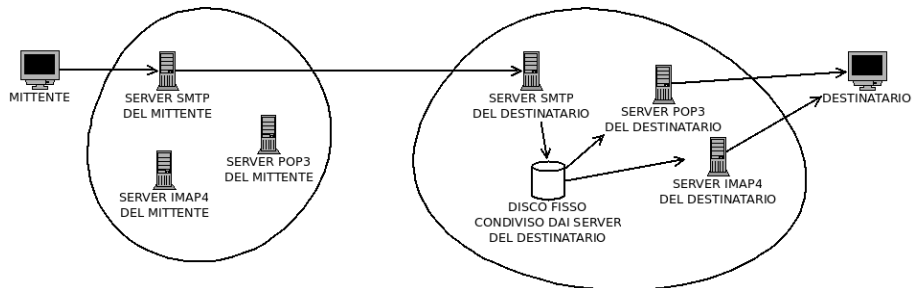 MITTENTE
SERVER SMTP
DEL MITTENTE
SERVER POP3
DEL MITTENTE
SERVER IMAP4
DEL MITTENTE
SERVER SMTP
DEL DESTINATARIO
SERVER POP3
DEL DESTINATARIO
DISCO FISSO
CONDIVISO DAI SERVER
DEL DESTINATARIO
SERVER IMAP4
DEL DESTINATARIO
DESTINATARIO